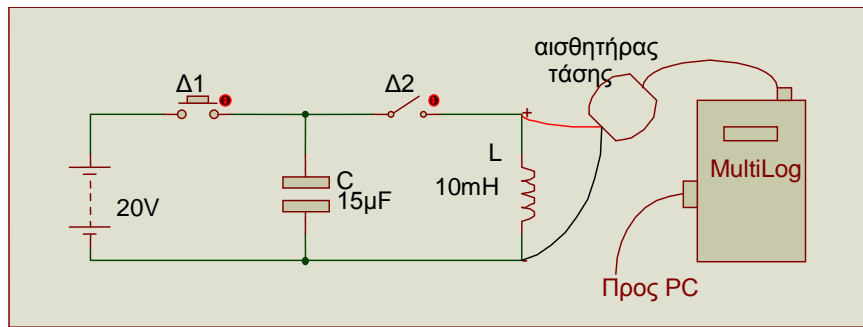 αισθητήρας
τάσης
Δ1
Δ2
+
L
10mH
C
15μF
20V
MultiLog
-
Προς PC